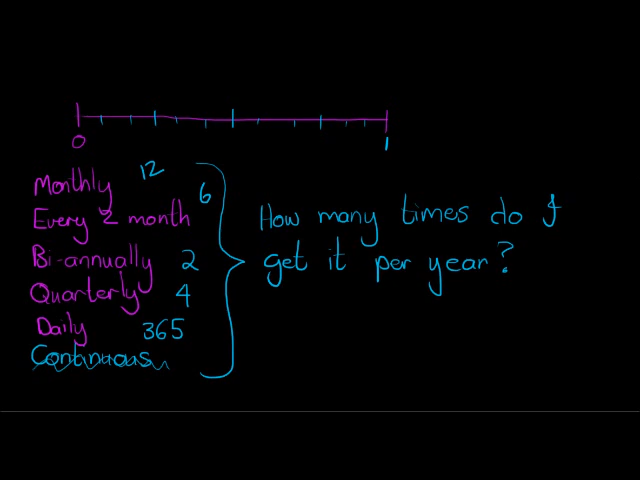 0 1
Monthly 12
Every 2 month 6
Bi-annually 2
Quarterly 4
Daily 365
Continuous
How many times do I
get it per year?